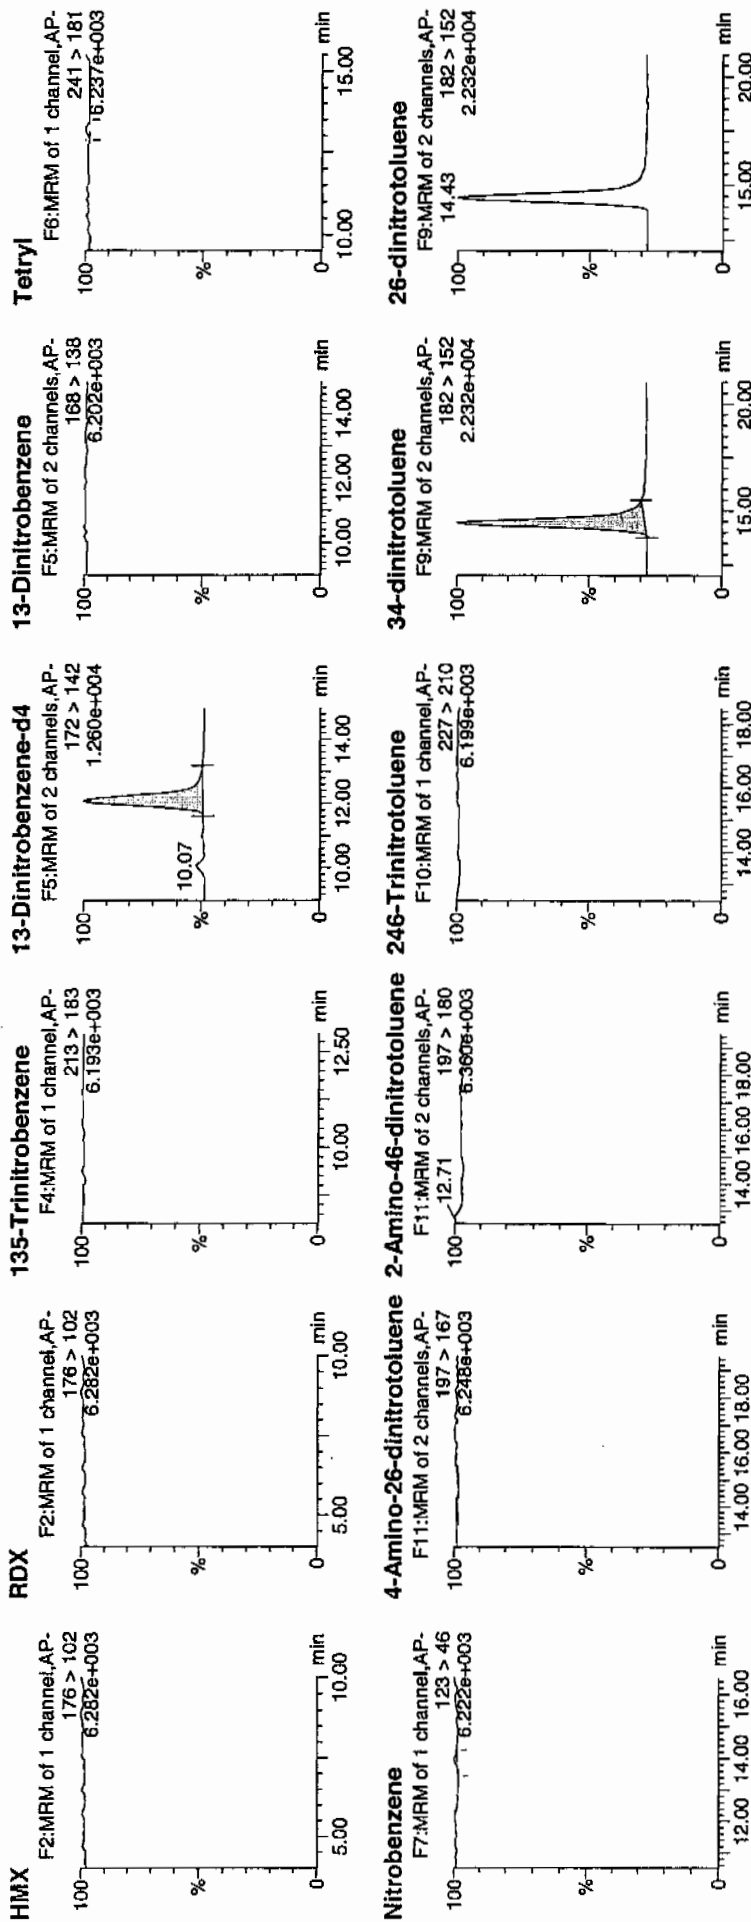 HMX
F2:MRM of 1 channel,AP-
176 > 102
6.282e+003
100
%
0
5.00 10.00 min
RDX
F2:MRM of 1 channel,AP-
176 > 102
6.282e+003
100
%
0
5.00 10.00 min
135-Trinitrobenzene
F4:MRM of 1 channel,AP-
213 > 183
6.193e+003
100
%
0
10.00 12.50 min
13-Dinitrobenzene-d4
F5:MRM of 2 channels,AP-
172 > 142
1.260e+004
100
10.07
%
0
10.00 12.00 14.00 min
13-Dinitrobenzene
F5:MRM of 2 channels,AP-
168 > 138
6.202e+003
100
%
0
10.00 12.00 14.00 min
Tetryl
F6:MRM of 1 channel,AP-
241 > 181
6.237e+003
100
%
0
10.00 15.00 min
Nitrobenzene
F7:MRM of 1 channel,AP-
123 > 46
6.222e+003
100
%
0
12.00 14.00 16.00 min
4-Amino-26-dinitrotoluene
F11:MRM of 2 channels,AP-
197 > 167
6.248e+003
100
%
0
14.00 16.00 18.00 min
2-Amino-46-dinitrotoluene
F11:MRM of 2 channels,AP-
197 > 180
6.360e+003
100
12.71
%
0
14.00 16.00 18.00 min
246-Trinitrotoluene
F10:MRM of 1 channel,AP-
227 > 210
6.199e+003
100
%
0
14.00 16.00 18.00 min
34-dinitrotoluene
F9:MRM of 2 channels,AP-
182 > 152
2.232e+004
100
%
0
15.00 20.00 min
26-dinitrotoluene
F9:MRM of 2 channels,AP-
182 > 152
2.232e+004
100
14.43
%
0
15.00 20.00 min